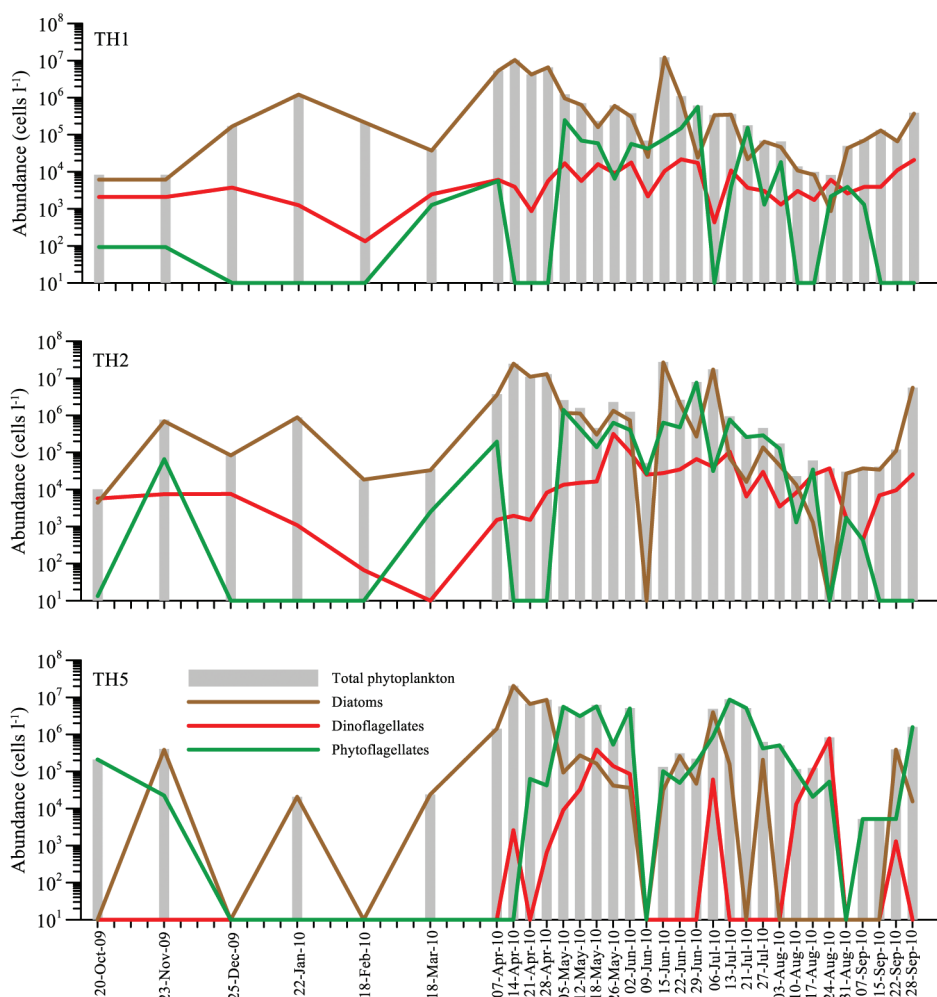 TH1
Abundance (cells l⁻¹)
10⁸
10⁷
10⁶
10⁵
10⁴
10³
10²
10¹
TH2
Abundance (cells l⁻¹)
10⁸
10⁷
10⁶
10⁵
10⁴
10³
10²
10¹
TH5
Abundance (cells l⁻¹)
10⁸
10⁷
10⁶
10⁵
10⁴
10³
10²
10¹
Total phytoplankton
Diatoms
Dinoflagellates
Phytoflagellates
20-Oct-09
23-Nov-09
25-Dec-09
22-Jan-10
18-Feb-10
18-Mar-10
07-Apr-10
14-Apr-10
21-Apr-10
28-Apr-10
05-May-10
12-May-10
18-May-10
26-May-10
02-Jun-10
09-Jun-10
15-Jun-10
22-Jun-10
29-Jun-10
06-Jul-10
13-Jul-10
21-Jul-10
27-Jul-10
03-Aug-10
10-Aug-10
17-Aug-10
24-Aug-10
31-Aug-10
07-Sep-10
15-Sep-10
22-Sep-10
28-Sep-10